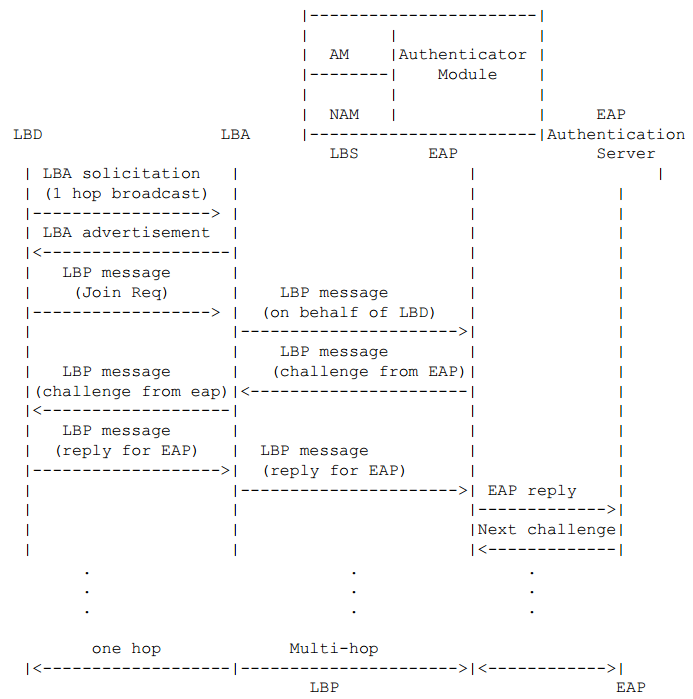 AM Authenticator
Module
NAM EAP
LBD LBA Authentication
LBS EAP Server
LBA solicitation
(1 hop broadcast)
LBA advertisement
LBP message
(Join Req) LBP message
(on behalf of LBD)
LBP message
LBP message (challenge from EAP)
(challenge from eap)
LBP message
(reply for EAP) LBP message
(reply for EAP)
EAP reply
Next challenge
one hop Multi-hop
LBP EAP